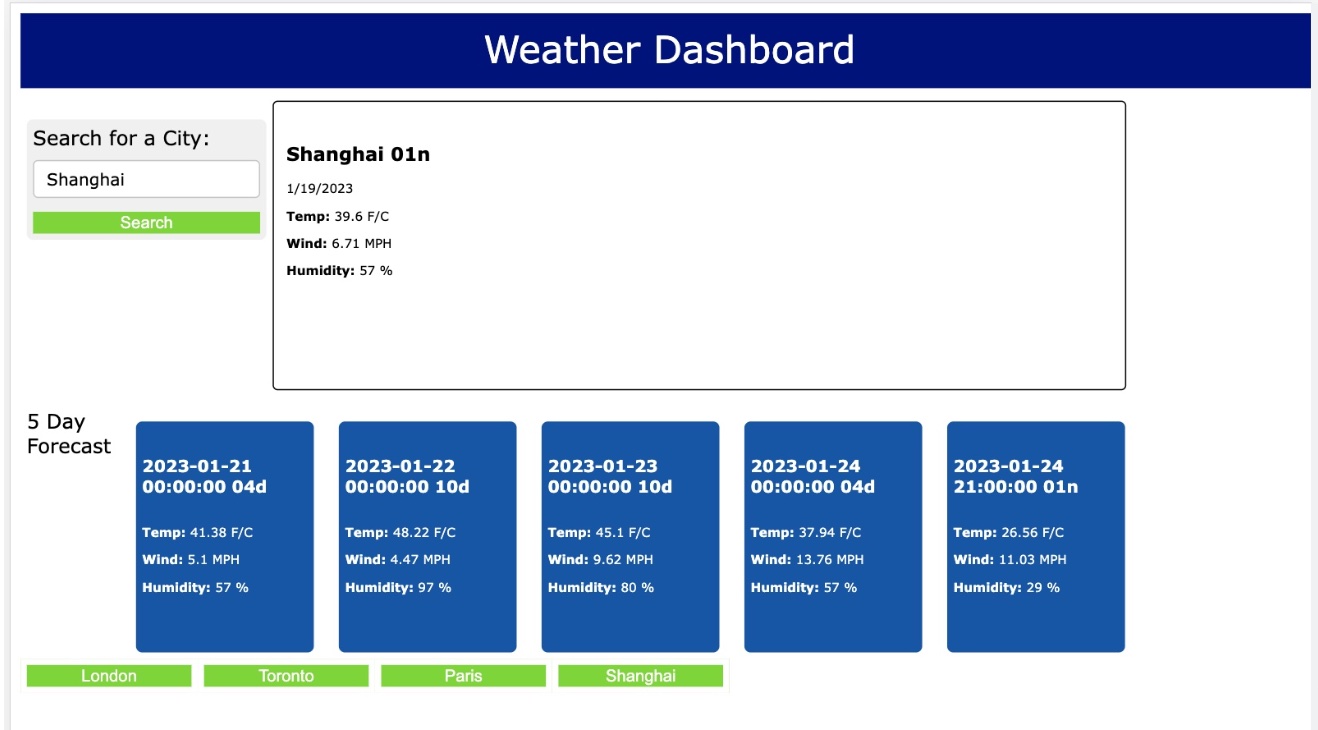 Weather Dashboard
Search for a City:
Shanghai
Search
Shanghai 01n
1/19/2023
Temp: 39.6 F/C
Wind: 6.71 MPH
Humidity: 57 %
5 Day
Forecast
2023-01-21
00:00:00 04d
Temp: 41.38 F/C
Wind: 5.1 MPH
Humidity: 57 %
2023-01-22
00:00:00 10d
Temp: 48.22 F/C
Wind: 4.47 MPH
Humidity: 97 %
2023-01-23
00:00:00 10d
Temp: 45.1 F/C
Wind: 9.62 MPH
Humidity: 80 %
2023-01-24
00:00:00 04d
Temp: 37.94 F/C
Wind: 13.76 MPH
Humidity: 57 %
2023-01-24
21:00:00 01n
Temp: 26.56 F/C
Wind: 11.03 MPH
Humidity: 29 %
London
Toronto
Paris
Shanghai